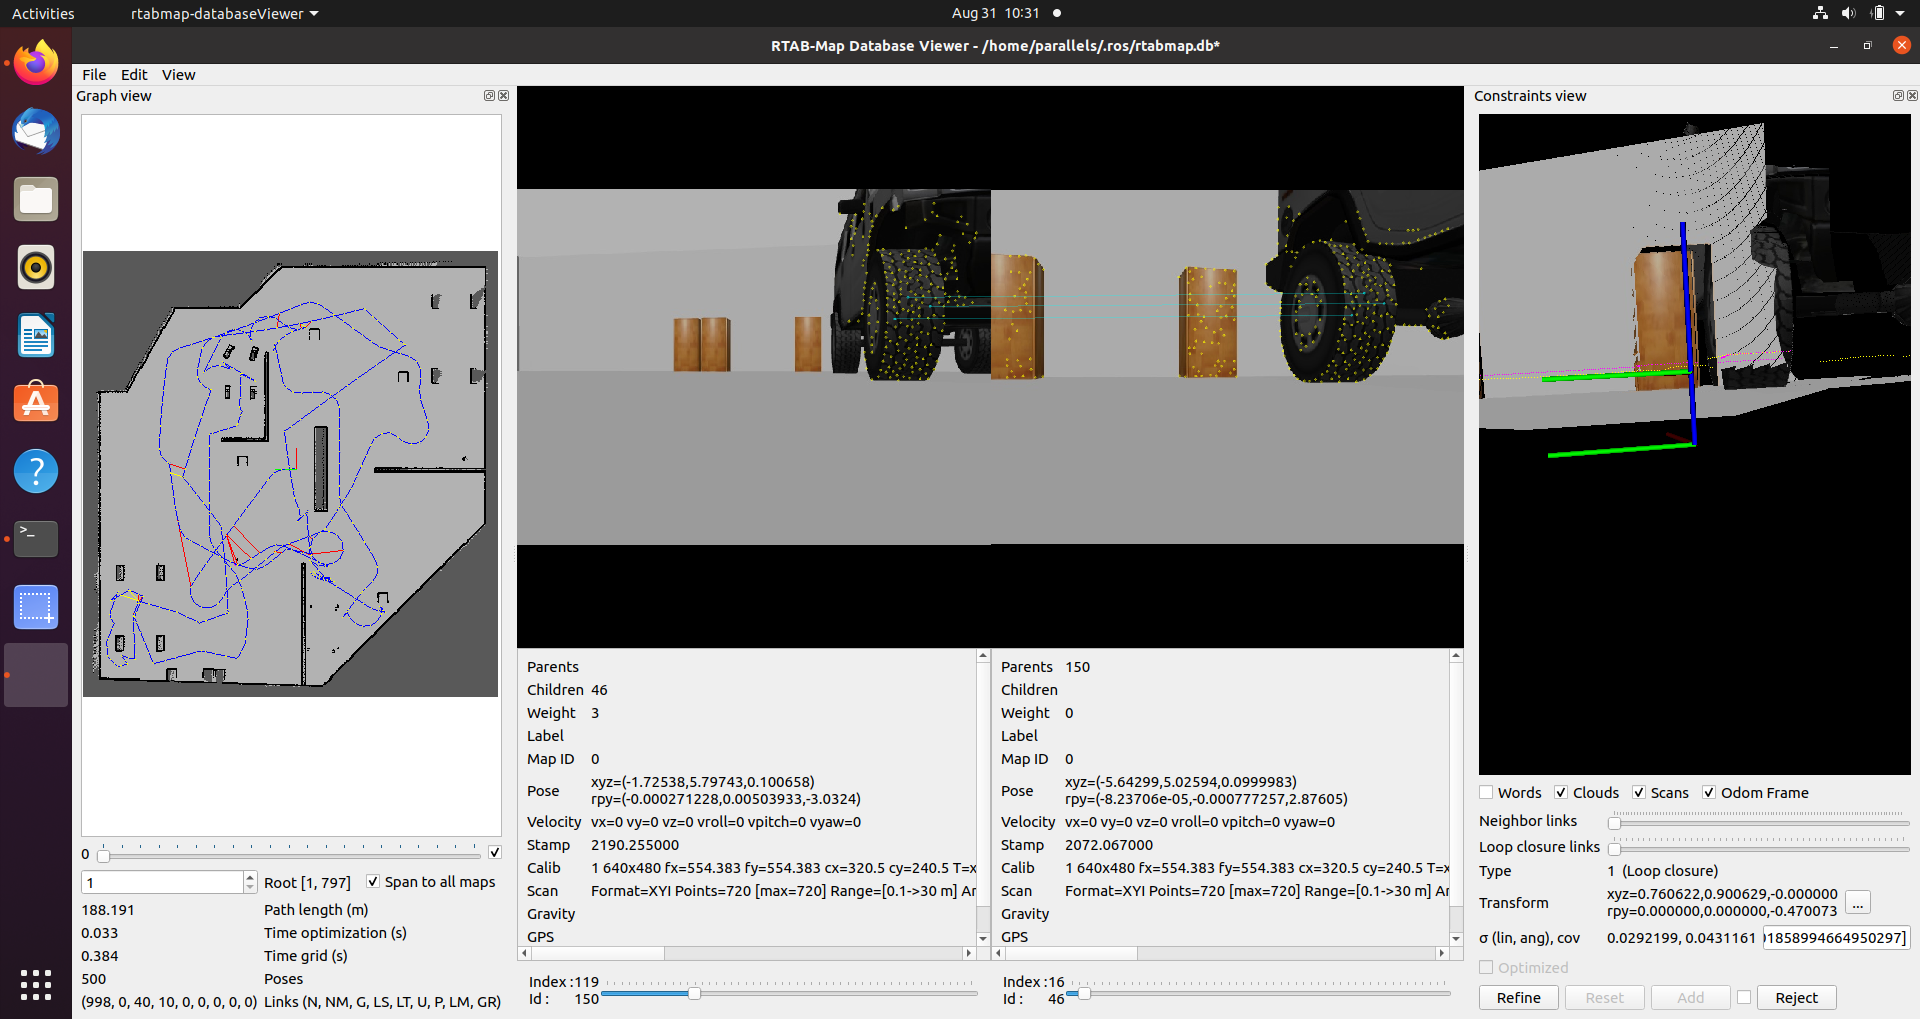 Activities
rtabmap-databaseViewer
Aug 31 10:31
RTAB-Map Database Viewer - /home/parallels/.ros/rtabmap.db*
File Edit View
Graph view
0
1
Root [1, 797]
Span to all maps
188.191 Path length (m)
0.033 Time optimization (s)
0.384 Time grid (s)
500 Poses
(998, 0, 40, 10, 0, 0, 0, 0, 0) Links (N, NM, G, LS, LT, U, P, LM, GR)
Parents
Children 46
Weight 3
Label
Map ID 0
Pose xyz=(-1.72538,5.79743,0.100658)
rpy=(-0.000271228,0.00503933,-3.0324)
Velocity vx=0 vy=0 vz=0 vroll=0 vpitch=0 vyaw=0
Stamp 2190.255000
Calib 1 640x480 fx=554.383 fy=554.383 cx=320.5 cy=240.5 T=x
Scan Format=XYI Points=720 [max=720] Range=[0.1->30 m] Ar
Gravity
GPS
Index :119
Id : 150
Parents 150
Children
Weight 0
Label
Map ID 0
Pose xyz=(-5.64299,5.02594,0.0999983)
rpy=(-8.23706e-05,-0.000777257,2.87605)
Velocity vx=0 vy=0 vz=0 vroll=0 vpitch=0 vyaw=0
Stamp 2072.067000
Calib 1 640x480 fx=554.383 fy=554.383 cx=320.5 cy=240.5 T=x
Scan Format=XYI Points=720 [max=720] Range=[0.1->30 m] Ar
Gravity
GPS
Index :16
Id : 46
Constraints view
Words Clouds Scans Odom Frame
Neighbor links
Loop closure links
Type 1 (Loop closure)
Transform xyz=0.760622,0.900629,-0.000000
rpy=0.000000,0.000000,-0.470073
...
σ (lin, ang), cov 0.0292199, 0.0431161 01858994664950297]
Optimized
Refine Reset Add Reject